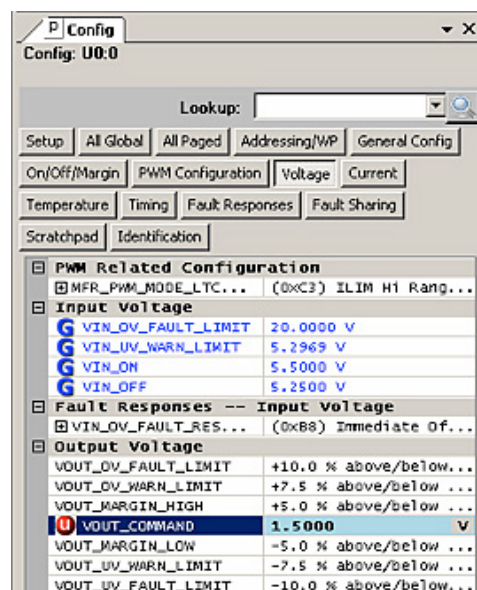 P Config
Config: U0:0
Lookup:
Setup All Global All Paged Addressing/WP General Config
On/Off/Margin PWM Configuration Voltage Current
Temperature Timing Fault Responses Fault Sharing
Scratchpad Identification
PWM Related Configuration
MFR_PWM_MODE_LTC... (0xC3) ILIM Hi Rang...
Input Voltage
G VIN_OV_FAULT_LIMIT 20.0000 V
G VIN_UV_WARN_LIMIT 5.2969 V
G VIN_ON 5.5000 V
G VIN_OFF 5.2500 V
Fault Responses -- Input Voltage
VIN_OV_FAULT_RES... (0xB8) Immediate Of...
Output Voltage
VOUT_OV_FAULT_LIMIT +10.0 % above/below...
VOUT_OV_WARN_LIMIT +7.5 % above/below ...
VOUT_MARGIN_HIGH +5.0 % above/below ...
U VOUT_COMMAND 1.5000 V
VOUT_MARGIN_LOW -5.0 % above/below ...
VOUT_UV_WARN_LIMIT -7.5 % above/below ...
VOUT_UV_FAULT_LIMIT -10.0 % above/below...